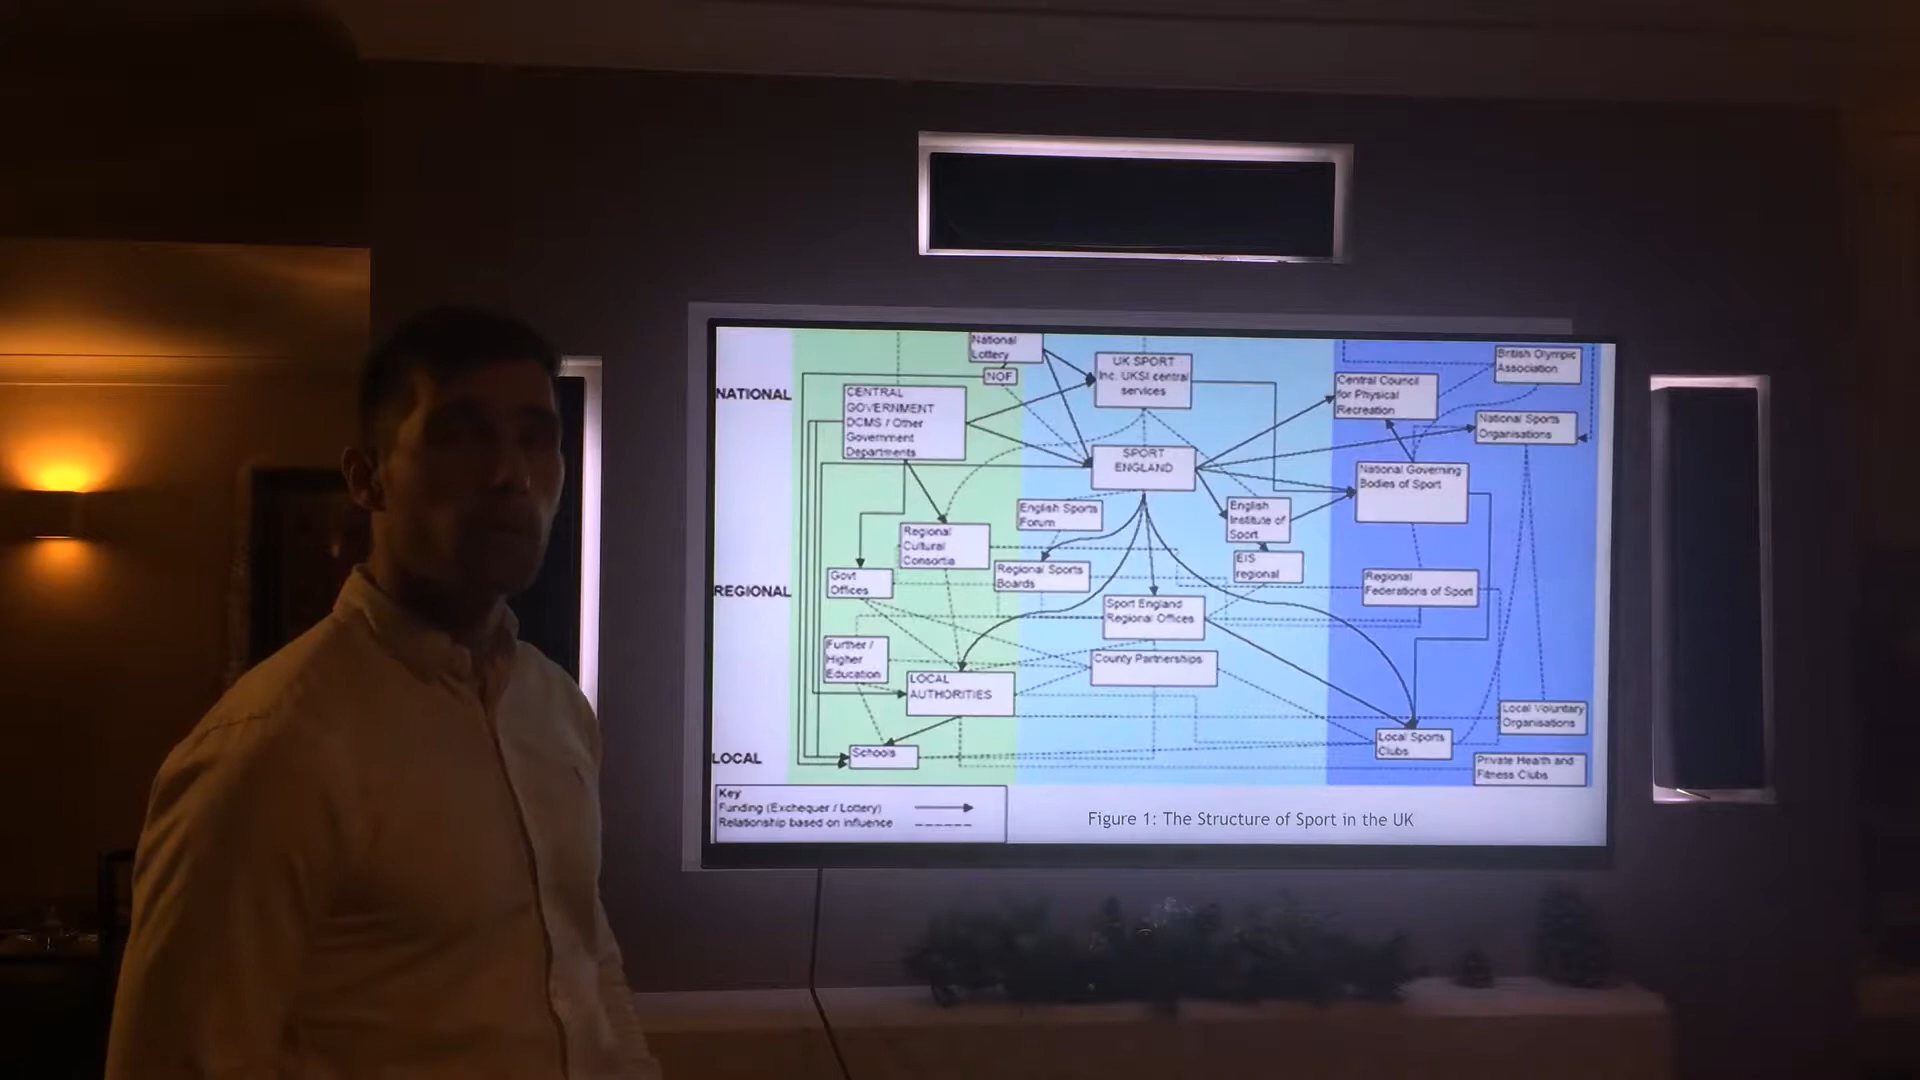 National
Lottery
NOF
UK SPORT
Inc. UKSI central
services
British Olympic
Association
NATIONAL
CENTRAL
GOVERNMENT
DCMS / Other
Government
Departments
Central Council
for Physical
Recreation
National Sports
Organisations
SPORT
ENGLAND
National Governing
Bodies of Sport
English Sports
Forum
English
Institute of
Sport
Regional
Cultural
Consortia
EIS
regional
Regional Sports
Boards
Govt
Offices
Regional
Federations of Sport
REGIONAL
Sport England
Regional Offices
Further /
Higher
Education
County Partnerships
LOCAL
AUTHORITIES
Local Voluntary
Organisations
Local Sports
Clubs
Schools
LOCAL
Private Health and
Fitness Clubs
Key
Funding (Exchequer / Lottery)
Relationship based on influence
Figure 1: The Structure of Sport in the UK